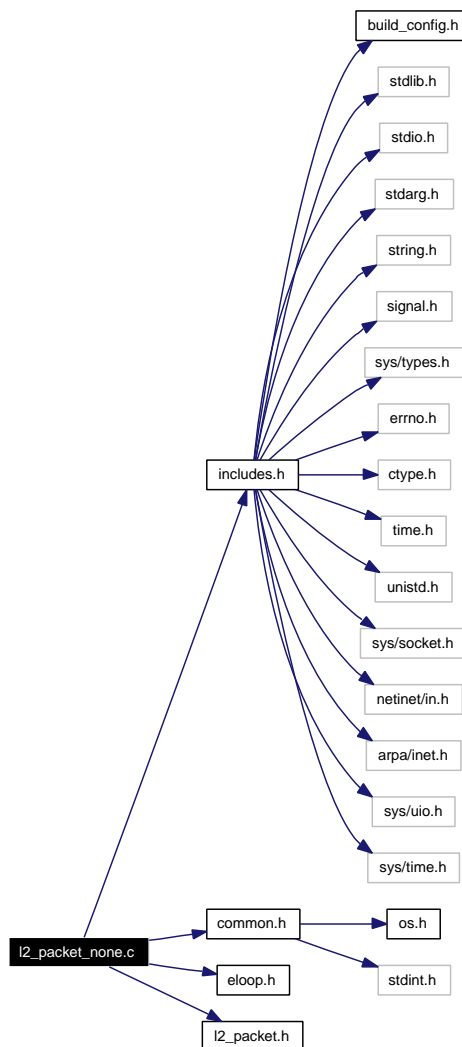 build_config.h
stdlib.h
stdio.h
stdarg.h
string.h
signal.h
sys/types.h
errno.h
includes.h
ctype.h
time.h
unistd.h
sys/socket.h
netinet/in.h
arpa/inet.h
sys/uio.h
sys/time.h
common.h
os.h
l2_packet_none.c
eloop.h
stdint.h
l2_packet.h